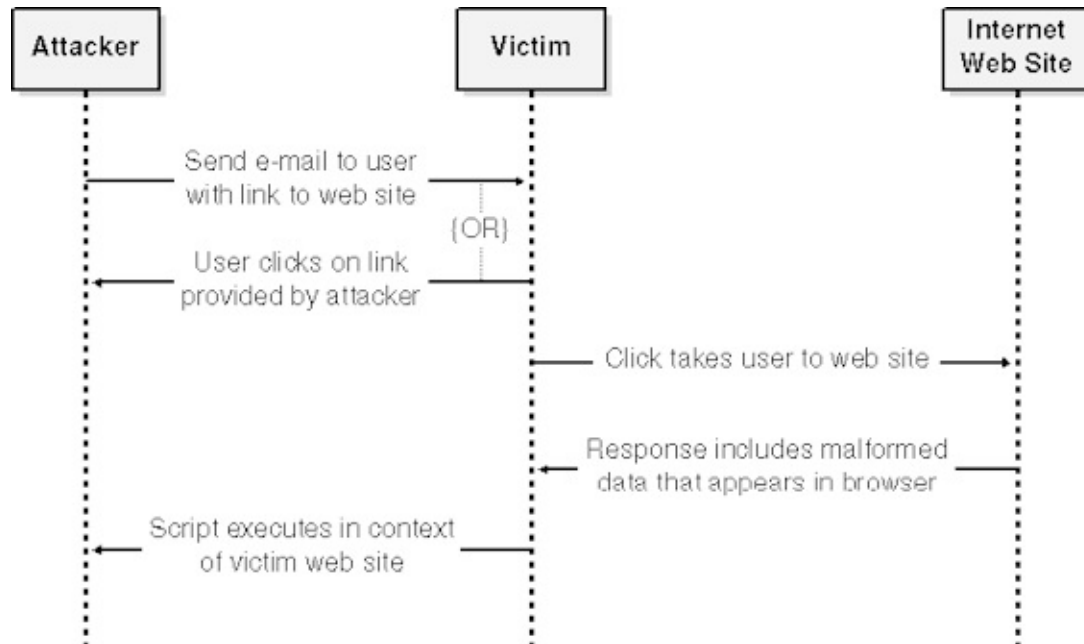 Attacker
Victim
Internet
Web Site
Send e-mail to user
with link to web site
{OR}
User clicks on link
provided by attacker
Click takes user to web site
Response includes malformed
data that appears in browser
Script executes in context
of victim web site